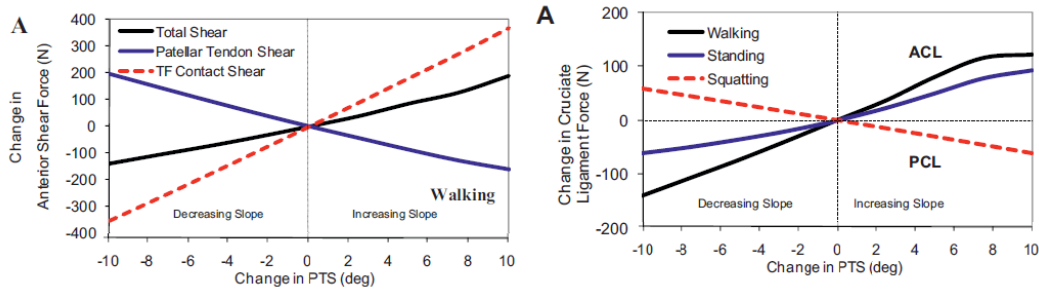 A
Change in
Anterior Shear Force (N)
400
300
200
100
0
-100
-200
-300
-400
Total Shear
Patellar Tendon Shear
TF Contact Shear
Walking
Decreasing Slope
Increasing Slope
-10 -8 -6 -4 -2 0 2 4 6 8 10
Change in PTS (deg)
A
Change in Cruciate
Ligament Force (N)
200
100
0
-100
-200
Walking
Standing
Squatting
ACL
PCL
Decreasing Slope
Increasing Slope
-10 -8 -6 -4 -2 0 2 4 6 8 10
Change in PTS (deg)